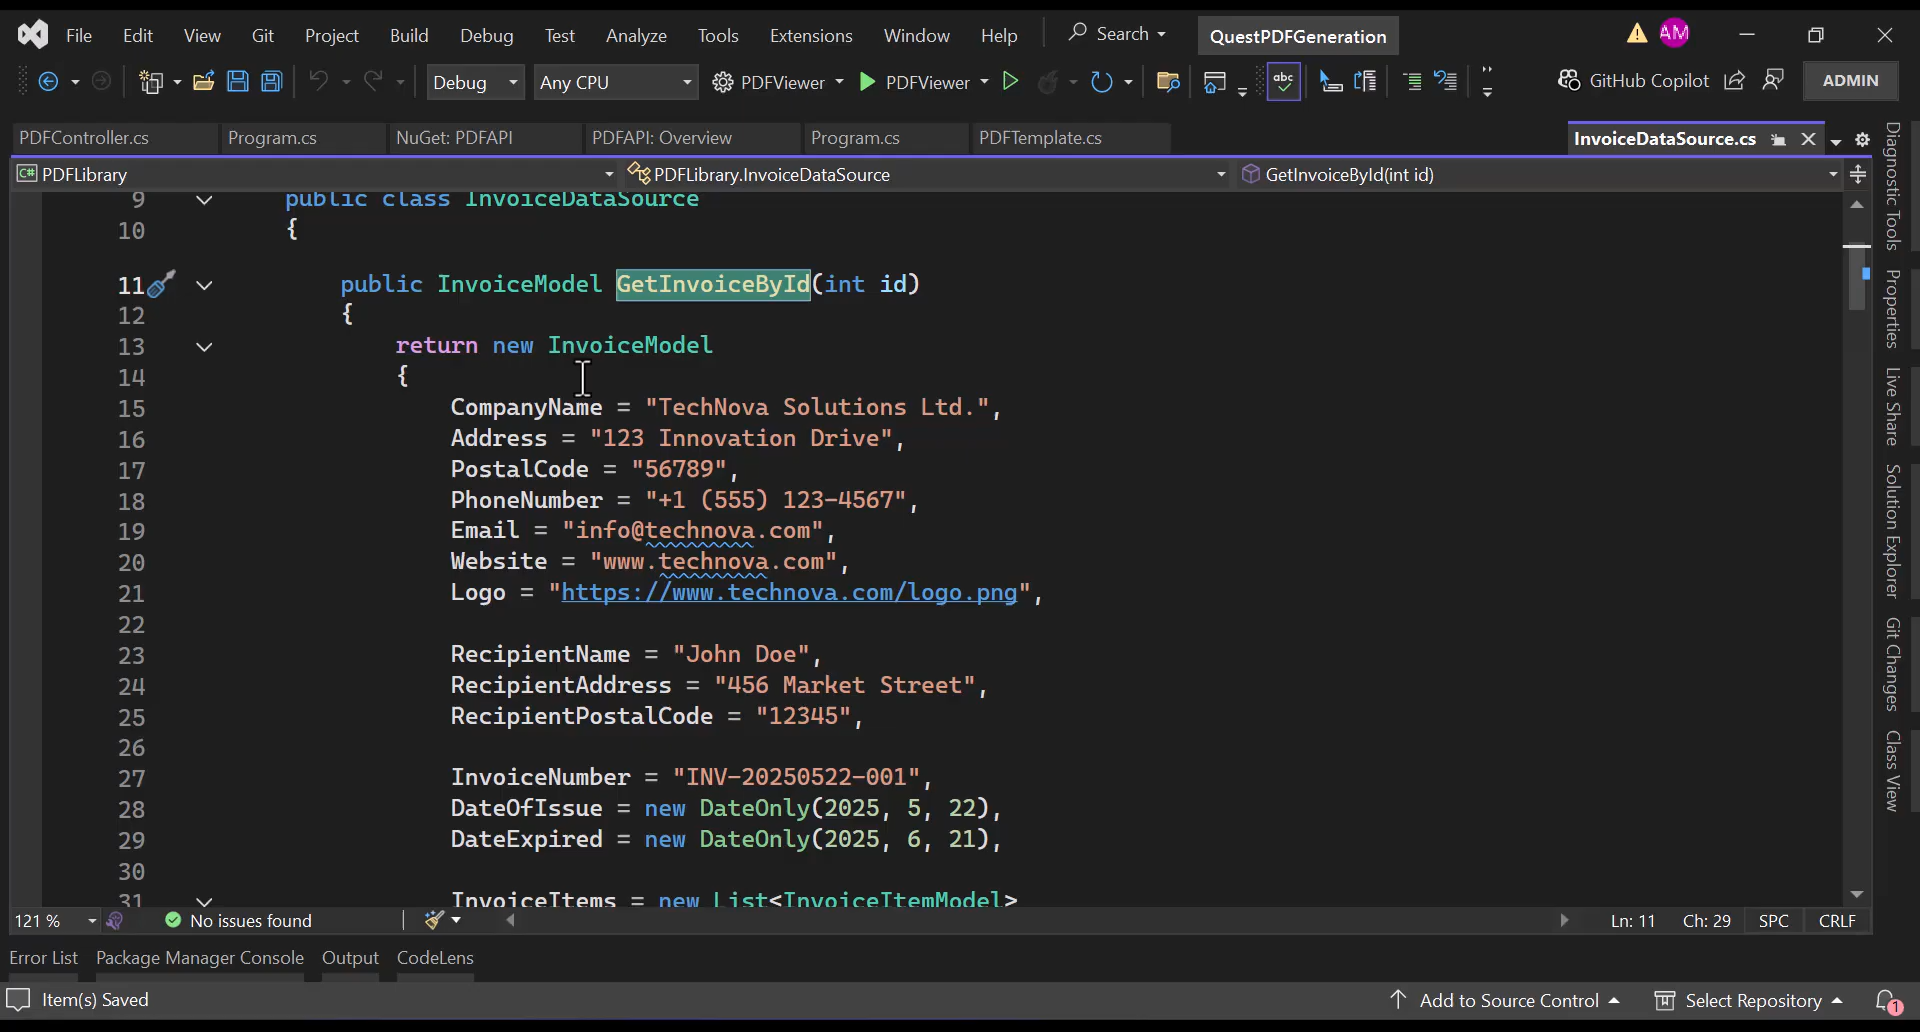 File Edit View Git Project Build Debug Test Analyze Tools Extensions Window Help Search QuestPDFGeneration AM
Debug Any CPU PDFViewer PDFViewer abc GitHub Copilot ADMIN
PDFController.cs Program.cs NuGet: PDFAPI PDFAPI: Overview Program.cs PDFTemplate.cs InvoiceDataSource.cs
C# PDFLibrary PDFLibrary.InvoiceDataSource GetInvoiceById(int id)
9 public class InvoiceDataSource
10 {
11 public InvoiceModel GetInvoiceById(int id)
12 {
13 return new InvoiceModel
14 {
15 CompanyName = "TechNova Solutions Ltd.",
16 Address = "123 Innovation Drive",
17 PostalCode = "56789",
18 PhoneNumber = "+1 (555) 123-4567",
19 Email = "info@technova.com",
20 Website = "www.technova.com",
21 Logo = "https://www.technova.com/logo.png",
22
23 RecipientName = "John Doe",
24 RecipientAddress = "456 Market Street",
25 RecipientPostalCode = "12345",
26
27 InvoiceNumber = "INV-20250522-001",
28 DateOfIssue = new DateOnly(2025, 5, 22),
29 DateExpired = new DateOnly(2025, 6, 21),
30
31 InvoiceItems = new List<InvoiceItemModel>
121 % No issues found Ln: 11 Ch: 29 SPC CRLF
Error List Package Manager Console Output CodeLens
Item(s) Saved Add to Source Control Select Repository 1
Diagnostic Tools
Properties
Live Share
Solution Explorer
Git Changes
Class View